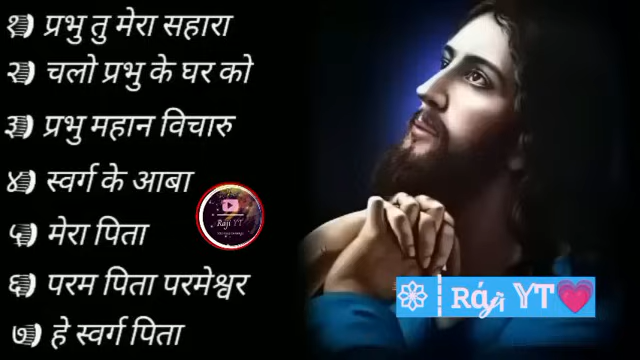 १) प्रभु तु मेरा सहारा
२) चलो प्रभु के घर को
३) प्रभु महान विचारु
४) स्वर्ग के आबा
५) मेरा पिता
६) परम पिता परमेश्वर
७) हे स्वर्ग पिता
Raji YT
Ráji YT